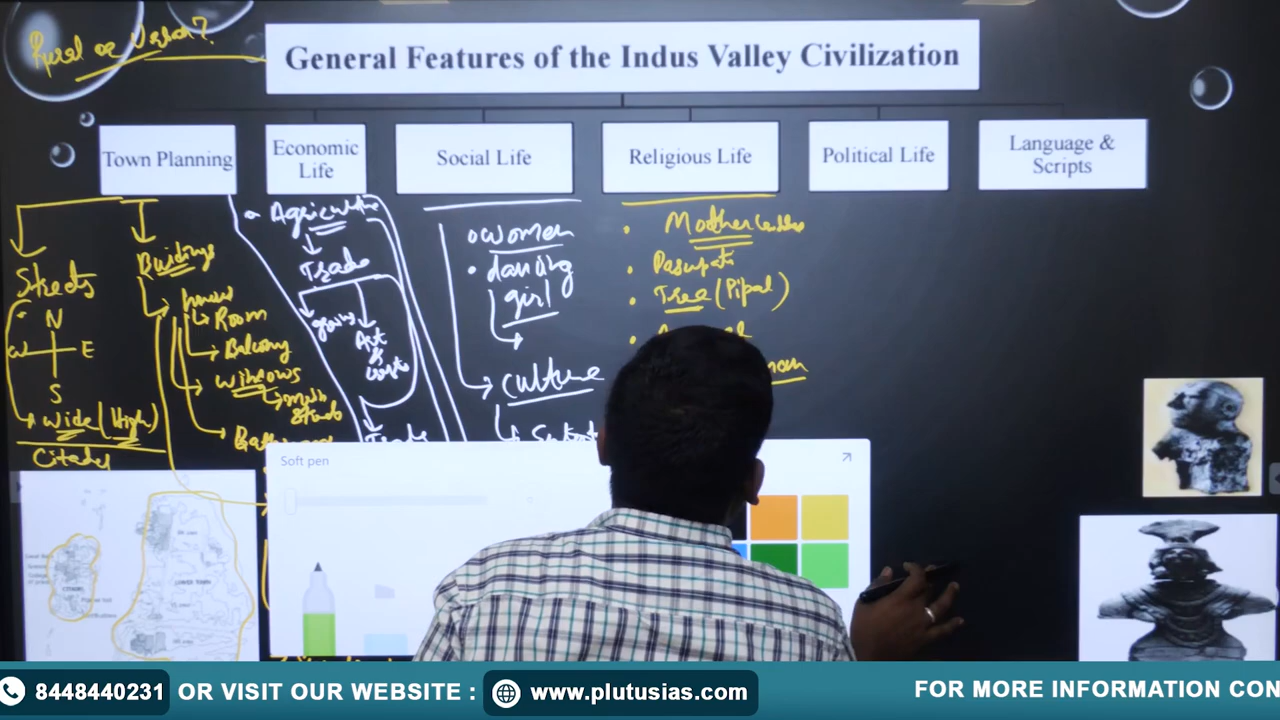 Rural or Urban?
General Features of the Indus Valley Civilization
Town Planning
Economic
Life
Social Life
Religious Life
Political Life
Language &
Scripts
Streets
N
W E
S
Wide (High)
Citadel
Buildings
houses
Room
Balcony
windows
main
Agriculture
Trade
Art
&
women
dancing
girl
culture
Mother
Pasupati
Tree (Pipal)
Soft pen
CITADEL
LOWER TOWN
8448440231 OR VISIT OUR WEBSITE : www.plutusias.com
FOR MORE INFORMATION CON